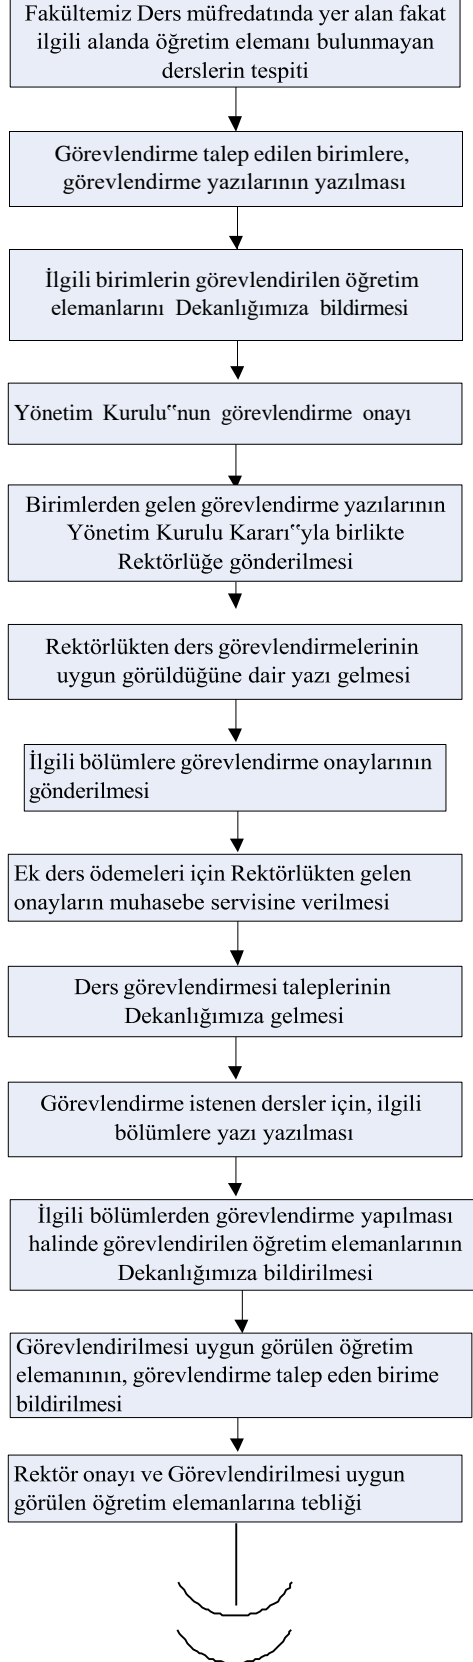 Fakültemiz Ders müfredatında yer alan fakat
ilgili alanda öğretim elemanı bulunmayan
derslerin tespiti
Görevlendirme talep edilen birimlere,
görevlendirme yazılarının yazılması
İlgili birimlerin görevlendirilen öğretim
elemanlarını Dekanlığımıza bildirmesi
Yönetim Kurulu‟nun görevlendirme onayı
Birimlerden gelen görevlendirme yazılarının
Yönetim Kurulu Kararı‟yla birlikte
Rektörlüğe gönderilmesi
Rektörlükten ders görevlendirmelerinin
uygun görüldüğüne dair yazı gelmesi
İlgili bölümlere görevlendirme onaylarının
gönderilmesi
Ek ders ödemeleri için Rektörlükten gelen
onayların muhasebe servisine verilmesi
Ders görevlendirmesi taleplerinin
Dekanlığımıza gelmesi
Görevlendirme istenen dersler için, ilgili
bölümlere yazı yazılması
İlgili bölümlerden görevlendirme yapılması
halinde görevlendirilen öğretim elemanlarının
Dekanlığımıza bildirilmesi
Görevlendirilmesi uygun görülen öğretim
elemanının, görevlendirme talep eden birime
bildirilmesi
Rektör onayı ve Görevlendirilmesi uygun
görülen öğretim elemanlarına tebliği